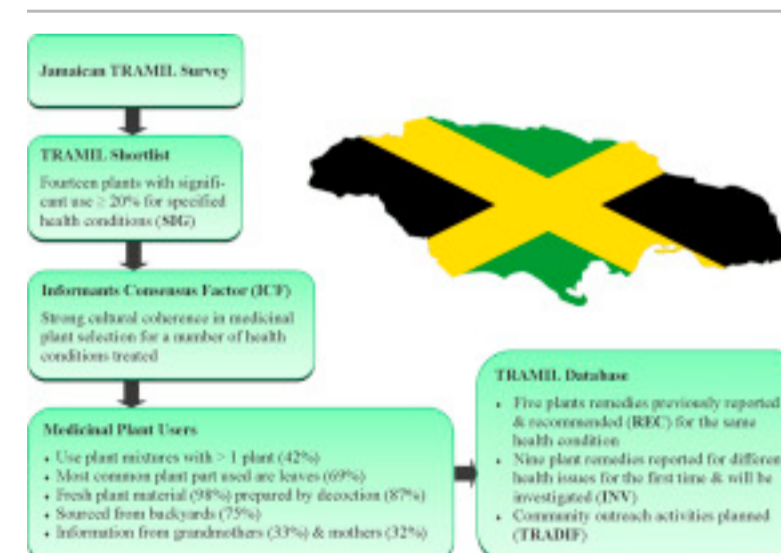 Jamaican TRAMIL Survey
TRAMIL Shortlist
Fourteen plants with signifi-
cant use ≥ 20% for specified
health conditions (SIG)
Informants Consensus Factor (ICF)
Strong cultural coherence in medicinal
plant selection for a number of health
conditions treated
Medicinal Plant Users
• Use plant mixtures with > 1 plant (42%)
• Most common plant part used are leaves (69%)
• Fresh plant material (98%) prepared by decoction (87%)
• Sourced from backyards (75%)
• Information from grandmothers (33%) & mothers (32%)
TRAMIL Database
• Five plants remedies previously reported
& recommended (REC) for the same
health condition
• Nine plant remedies reported for different
health issues for the first time & will be
investigated (INV)
• Community outreach activities planned
(TRADIF)